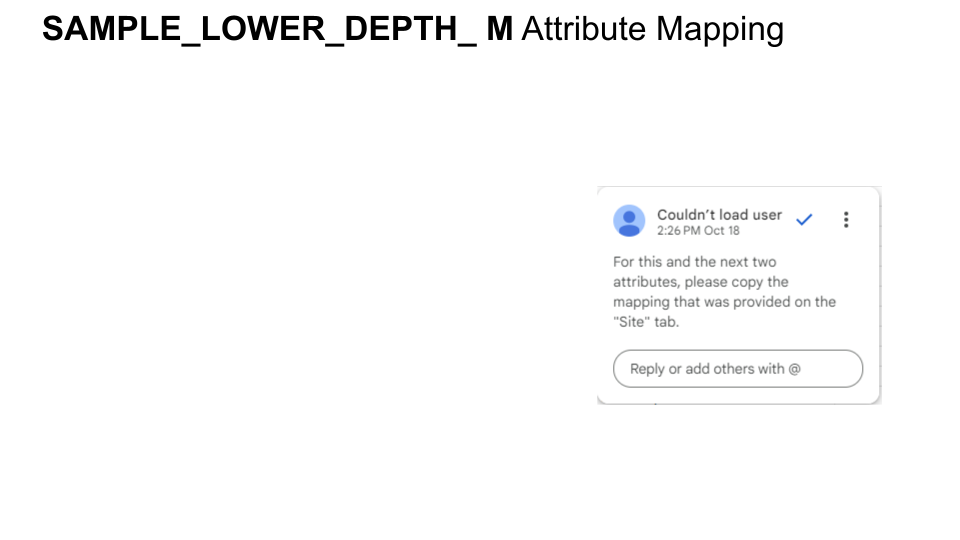 SAMPLE_LOWER_DEPTH_ M Attribute Mapping
Couldn't load user
2:26 PM Oct 18
For this and the next two
attributes, please copy the
mapping that was provided on the
"Site" tab.
Reply or add others with @